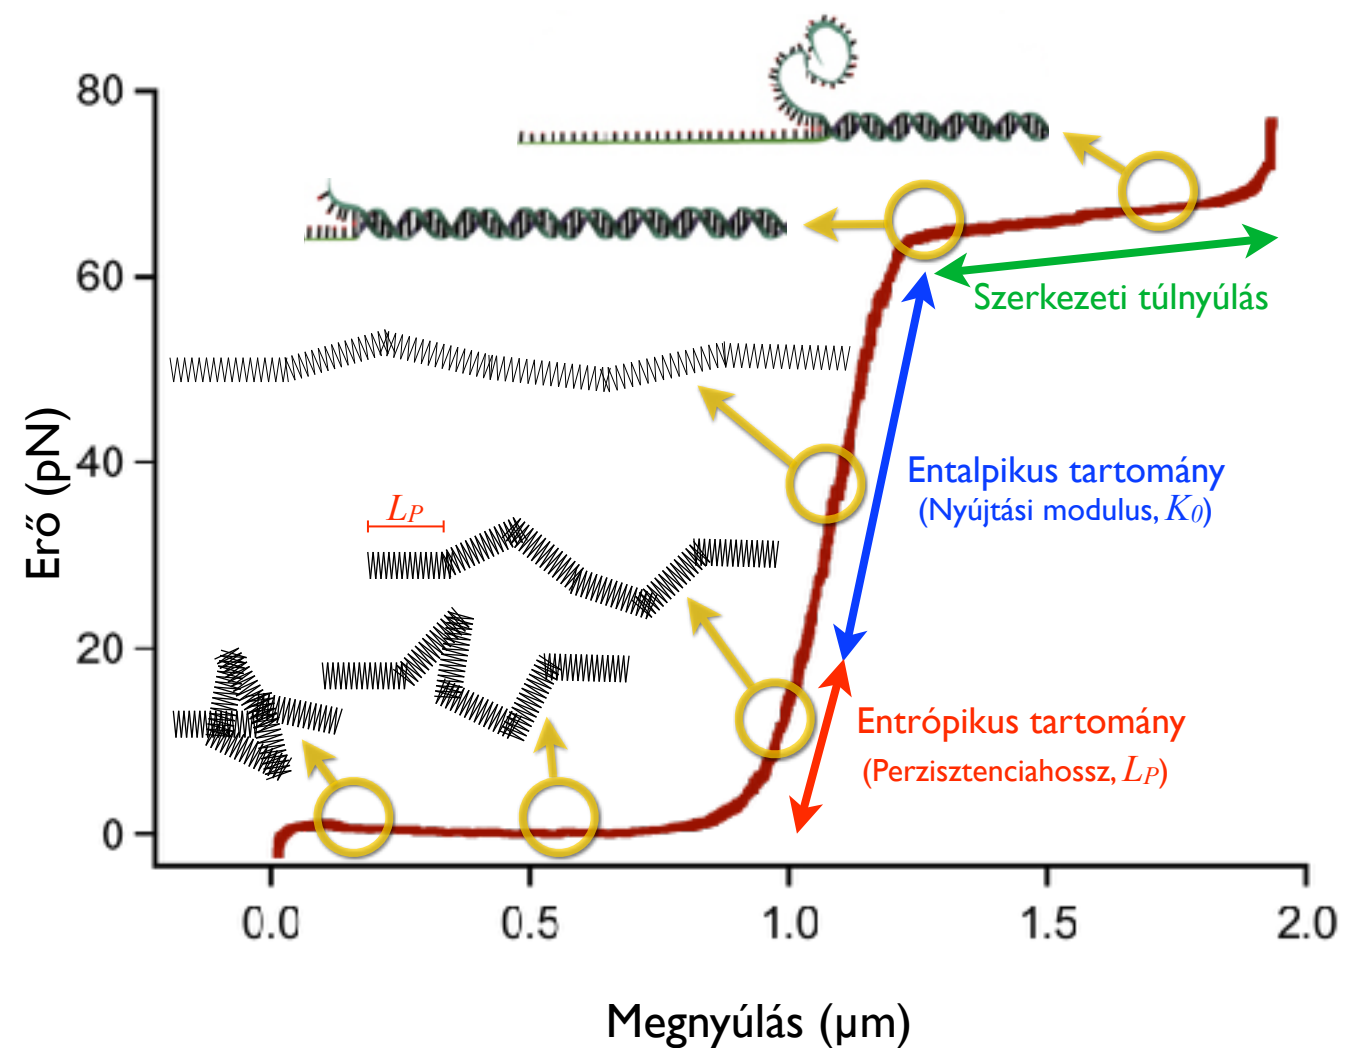 80
60
40
20
0
Erő (pN)
Szerkezeti túlnyúlás
Entalpikus tartomány
(Nyújtási modulus, K0)
LP
Entrópikus tartomány
(Perzisztenciahossz, LP)
0.0 0.5 1.0 1.5 2.0
Megnyúlás (µm)